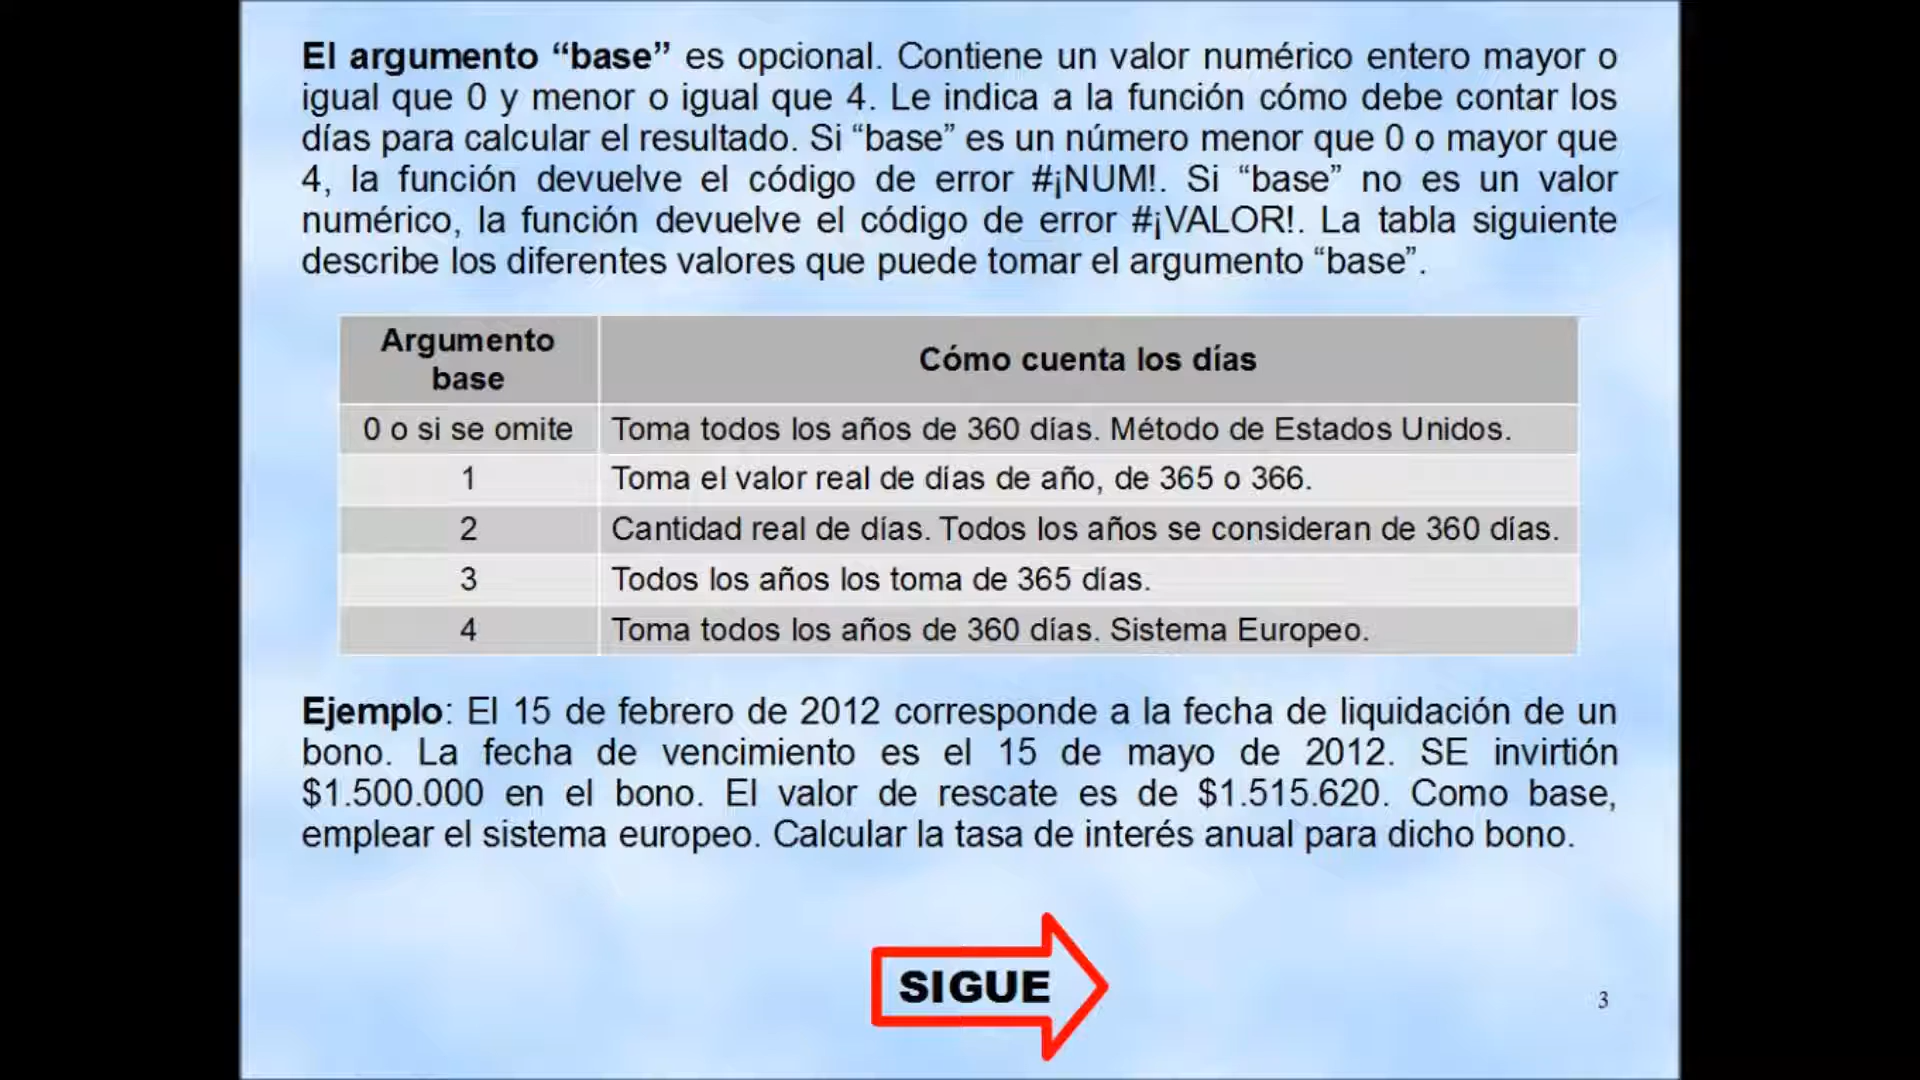 El argumento “base” es opcional. Contiene un valor numérico entero mayor o
igual que 0 y menor o igual que 4. Le indica a la función cómo debe contar los
días para calcular el resultado. Si “base” es un número menor que 0 o mayor que
4, la función devuelve el código de error #¡NUM!. Si “base” no es un valor
numérico, la función devuelve el código de error #¡VALOR!. La tabla siguiente
describe los diferentes valores que puede tomar el argumento “base”.
Argumento
base
Cómo cuenta los días
0 o si se omite
Toma todos los años de 360 días. Método de Estados Unidos.
1
Toma el valor real de días de año, de 365 o 366.
2
Cantidad real de días. Todos los años se consideran de 360 días.
3
Todos los años los toma de 365 días.
4
Toma todos los años de 360 días. Sistema Europeo.
Ejemplo: El 15 de febrero de 2012 corresponde a la fecha de liquidación de un
bono. La fecha de vencimiento es el 15 de mayo de 2012. SE invirtión
$1.500.000 en el bono. El valor de rescate es de $1.515.620. Como base,
emplear el sistema europeo. Calcular la tasa de interés anual para dicho bono.
SIGUE
3